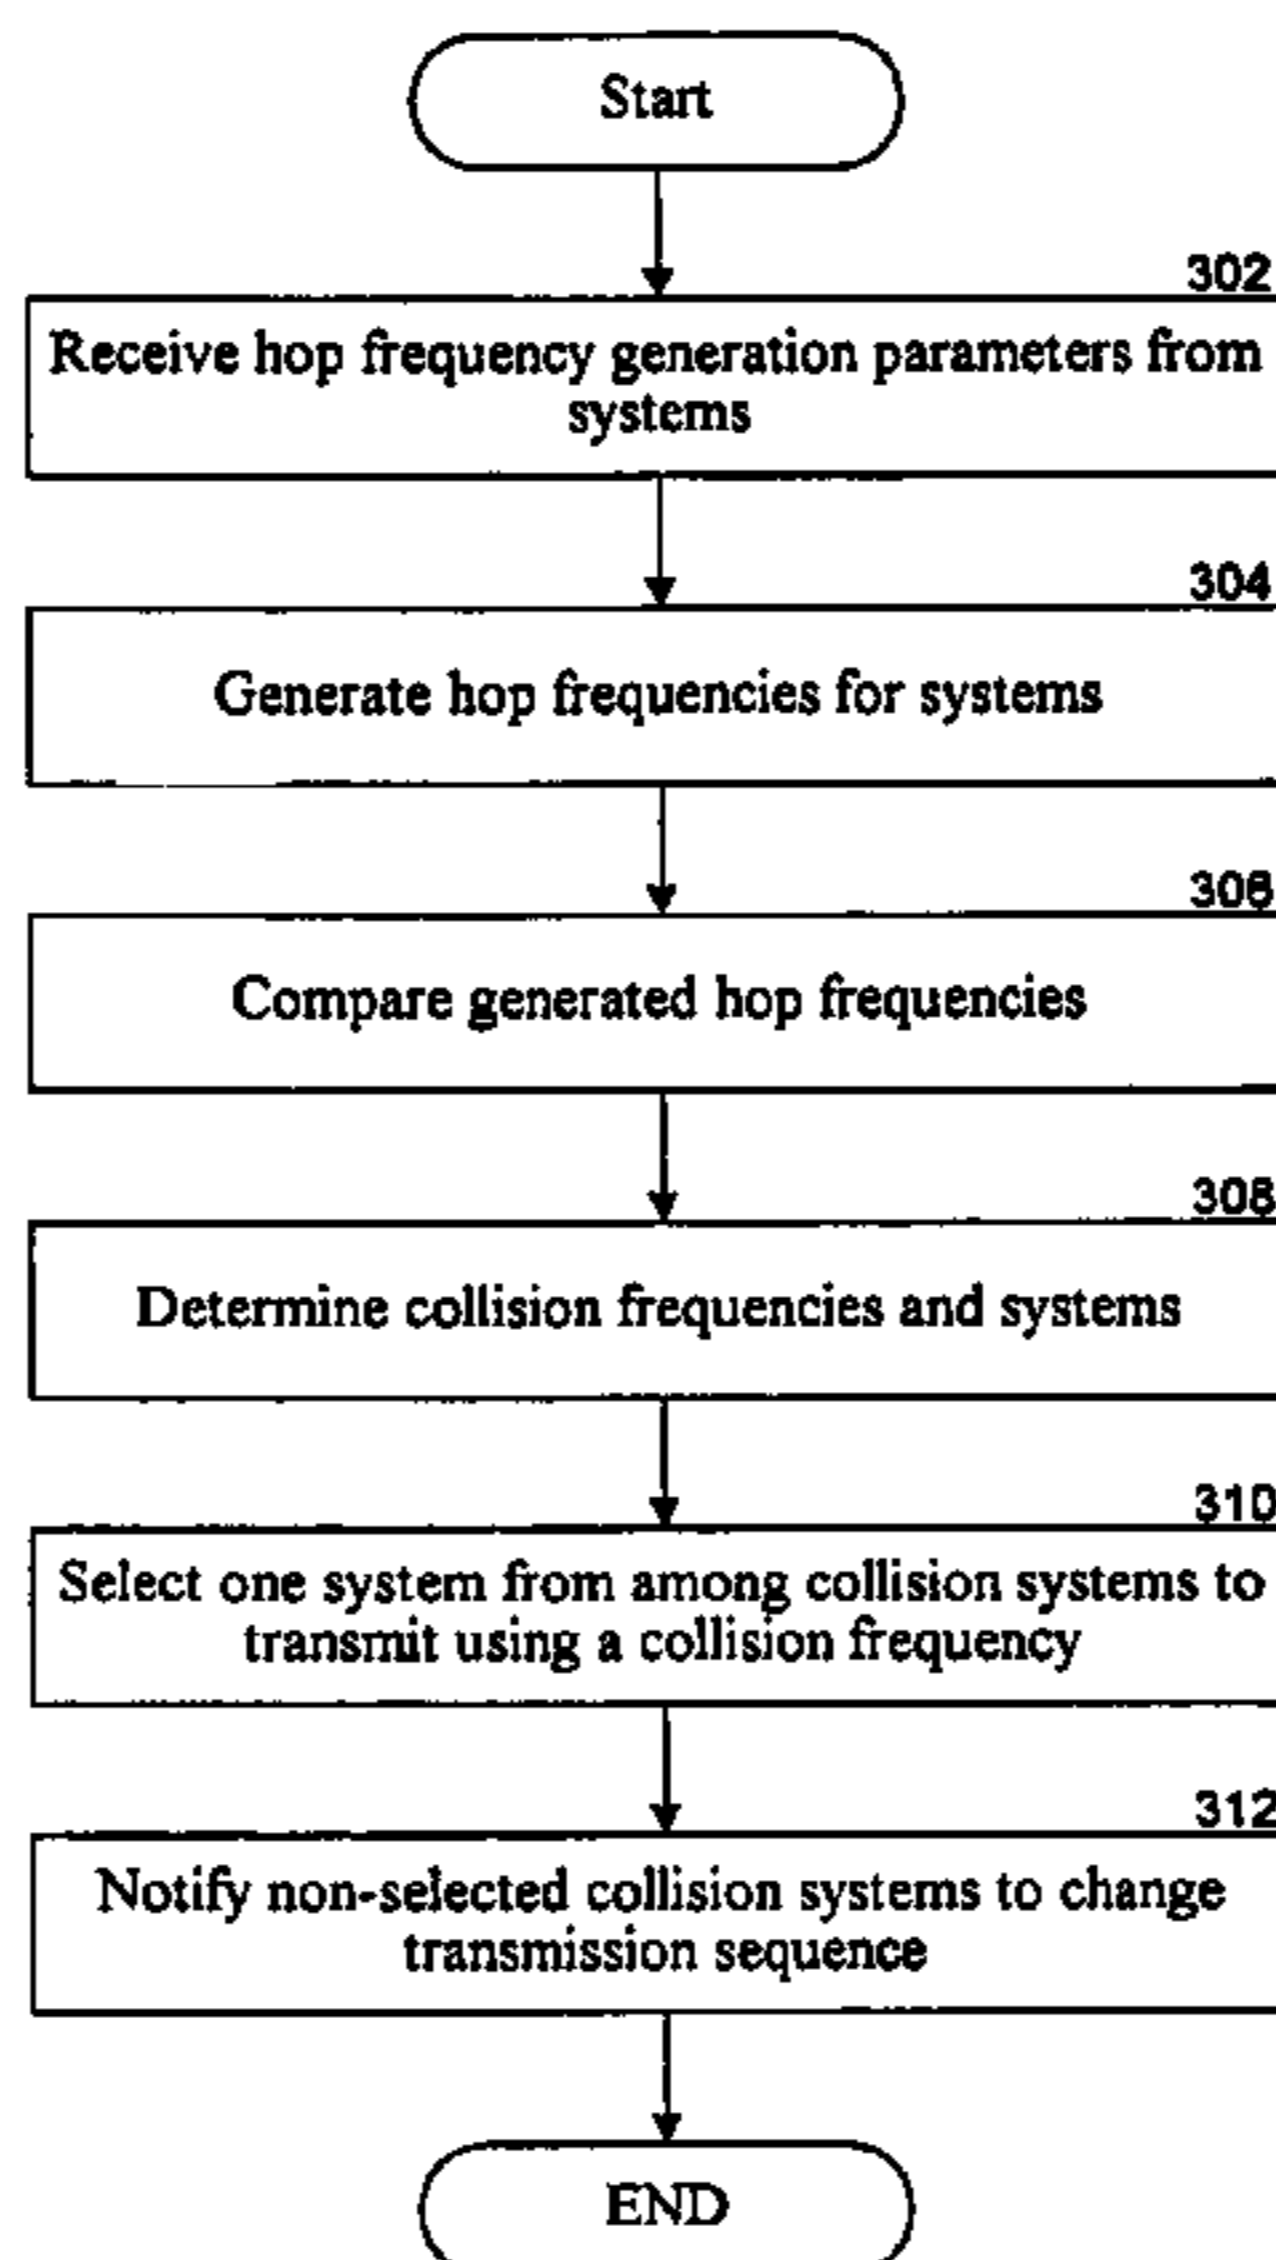 Start
302
Receive hop frequency generation parameters from
systems
304
Generate hop frequencies for systems
306
Compare generated hop frequencies
308
Determine collision frequencies and systems
310
Select one system from among collision systems to
transmit using a collision frequency
312
Notify non-selected collision systems to change
transmission sequence
END